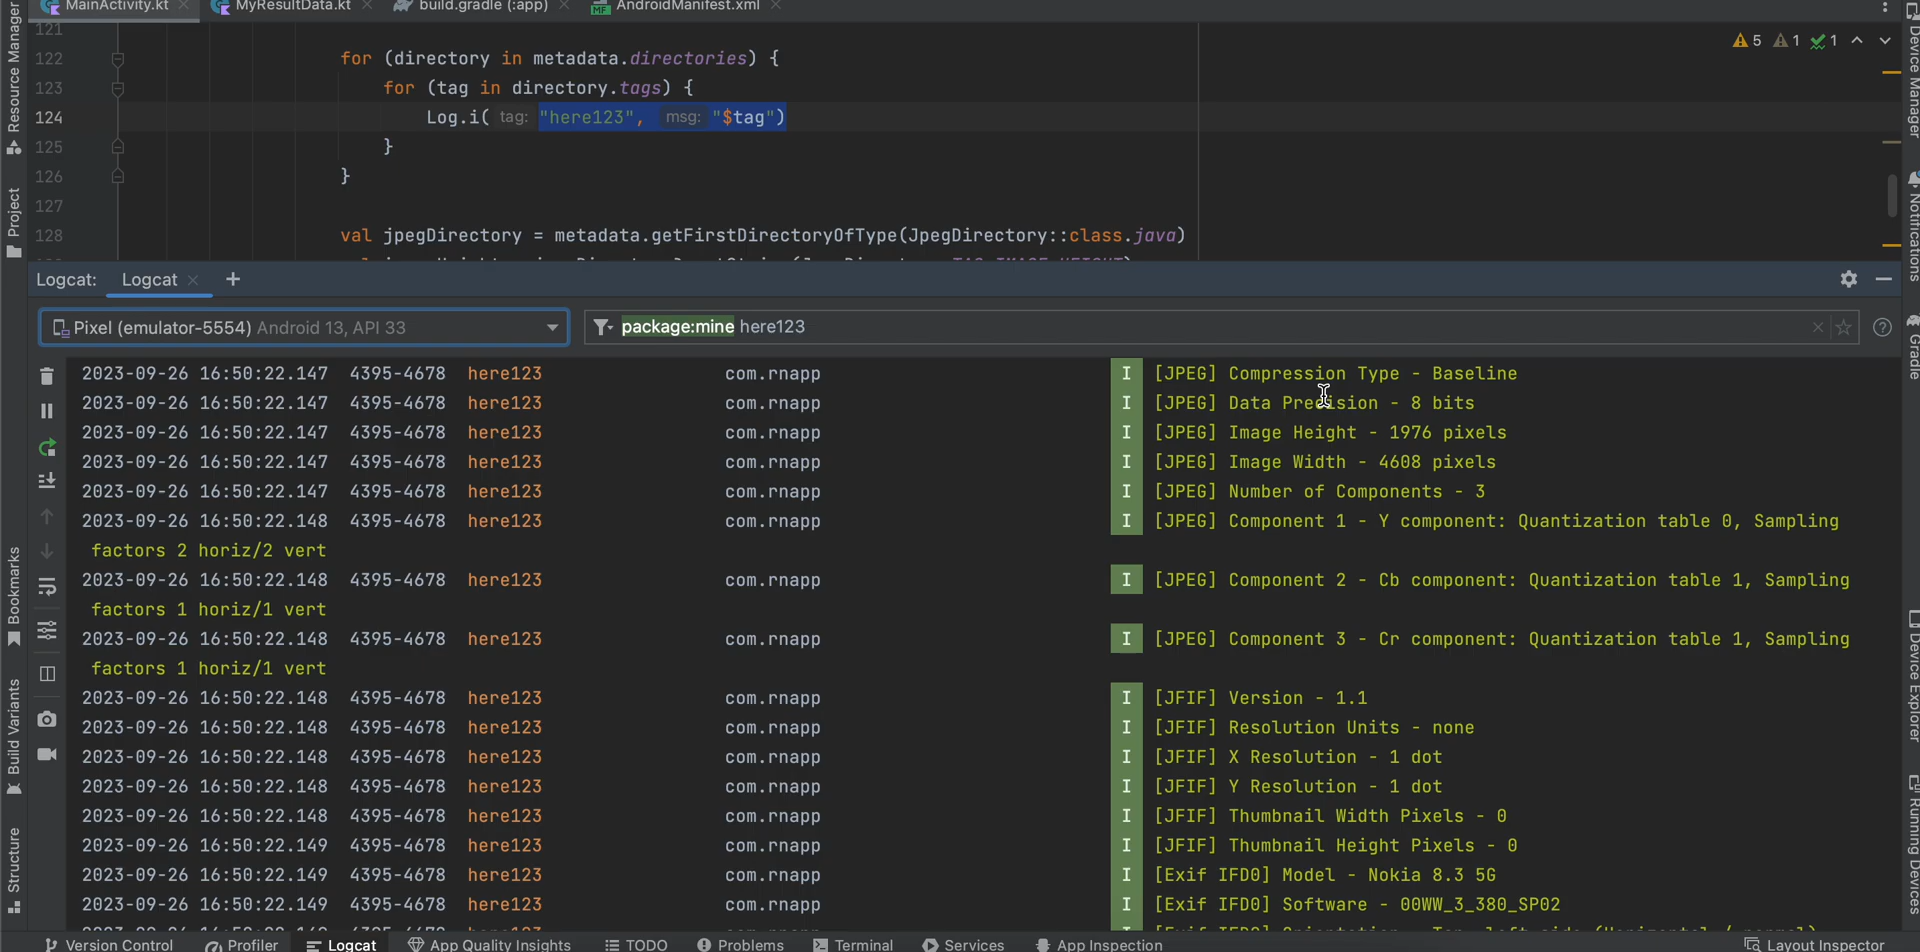 MainActivity.kt
MyResultData.kt
build.gradle (:app)
AndroidManifest.xml
121
122 for (directory in metadata.directories) {
123 for (tag in directory.tags) {
124 Log.i( tag: "here123", msg: "$tag")
125 }
126 }
127
128 val jpegDirectory = metadata.getFirstDirectoryOfType(JpegDirectory::class.java)
5 1 1
Logcat: Logcat
Pixel (emulator-5554) Android 13, API 33
package:mine here123
2023-09-26 16:50:22.147 4395-4678 here123 com.rnapp I [JPEG] Compression Type - Baseline
2023-09-26 16:50:22.147 4395-4678 here123 com.rnapp I [JPEG] Data Precision - 8 bits
2023-09-26 16:50:22.147 4395-4678 here123 com.rnapp I [JPEG] Image Height - 1976 pixels
2023-09-26 16:50:22.147 4395-4678 here123 com.rnapp I [JPEG] Image Width - 4608 pixels
2023-09-26 16:50:22.147 4395-4678 here123 com.rnapp I [JPEG] Number of Components - 3
2023-09-26 16:50:22.148 4395-4678 here123 com.rnapp I [JPEG] Component 1 - Y component: Quantization table 0, Sampling
factors 2 horiz/2 vert
2023-09-26 16:50:22.148 4395-4678 here123 com.rnapp I [JPEG] Component 2 - Cb component: Quantization table 1, Sampling
factors 1 horiz/1 vert
2023-09-26 16:50:22.148 4395-4678 here123 com.rnapp I [JPEG] Component 3 - Cr component: Quantization table 1, Sampling
factors 1 horiz/1 vert
2023-09-26 16:50:22.148 4395-4678 here123 com.rnapp I [JFIF] Version - 1.1
2023-09-26 16:50:22.148 4395-4678 here123 com.rnapp I [JFIF] Resolution Units - none
2023-09-26 16:50:22.148 4395-4678 here123 com.rnapp I [JFIF] X Resolution - 1 dot
2023-09-26 16:50:22.148 4395-4678 here123 com.rnapp I [JFIF] Y Resolution - 1 dot
2023-09-26 16:50:22.148 4395-4678 here123 com.rnapp I [JFIF] Thumbnail Width Pixels - 0
2023-09-26 16:50:22.149 4395-4678 here123 com.rnapp I [JFIF] Thumbnail Height Pixels - 0
2023-09-26 16:50:22.149 4395-4678 here123 com.rnapp I [Exif IFD0] Model - Nokia 8.3 5G
2023-09-26 16:50:22.149 4395-4678 here123 com.rnapp I [Exif IFD0] Software - 00WW_3_380_SP02
Version Control
Profiler
Logcat
App Quality Insights
TODO
Problems
Terminal
Services
App Inspection
Layout Inspector
Resource Manager
Project
Bookmarks
Build Variants
Structure
Device Manager
Notifications
Gradle
Device Explorer
Running Devices